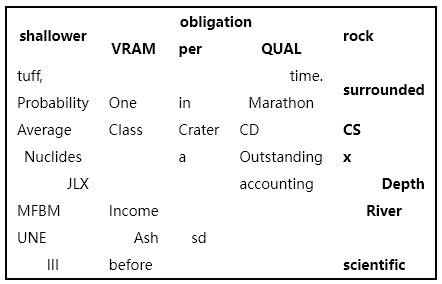 shallower obligation rock
VRAM per QUAL
tuff, time. surrounded
Probability One in Marathon
Average Class Crater CD CS
Nuclides a Outstanding x
JLX accounting Depth
MFBM Income River
UNE Ash sd
III before scientific